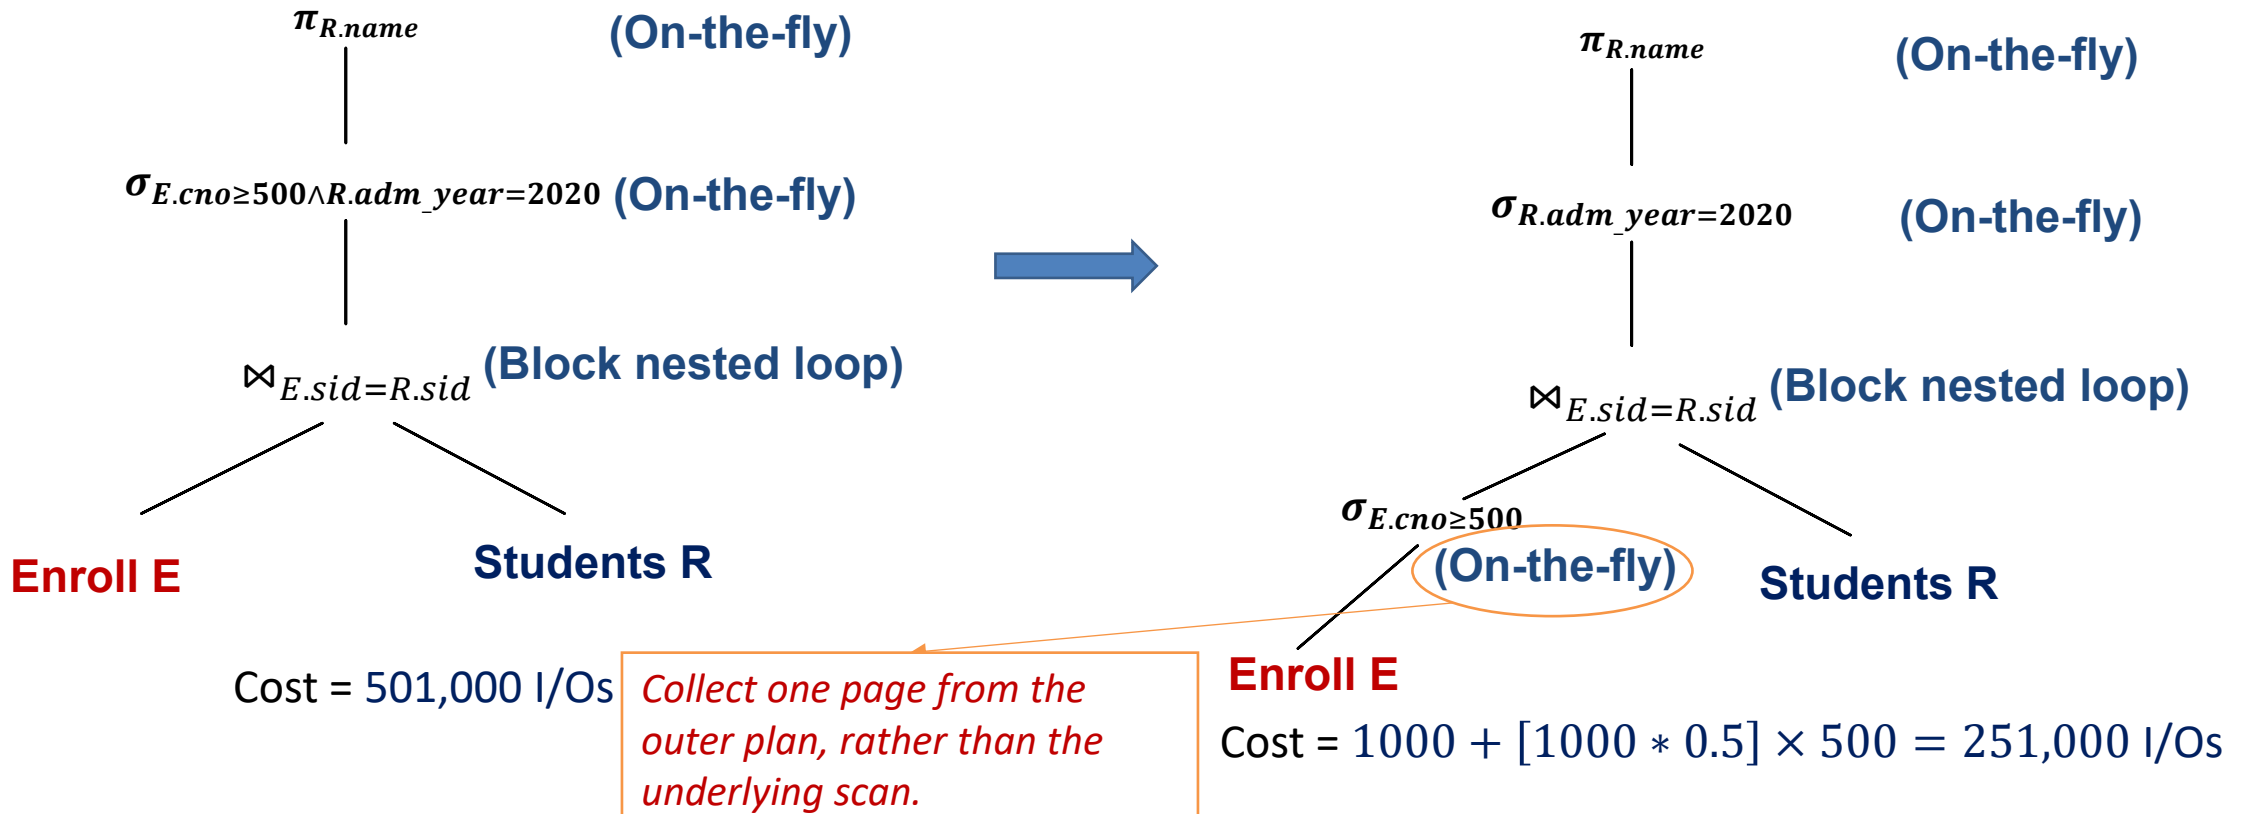 π_R.name (On-the-fly)
σ_E.cno≥500∧R.adm_year=2020 (On-the-fly)
⋈_E.sid=R.sid (Block nested loop)
Enroll E
Students R
Cost = 501,000 I/Os
Collect one page from the
outer plan, rather than the
underlying scan.
π_R.name (On-the-fly)
σ_R.adm_year=2020 (On-the-fly)
⋈_E.sid=R.sid (Block nested loop)
σ_E.cno≥500
(On-the-fly)
Students R
Enroll E
Cost = 1000 + [1000 ∗ 0.5] × 500 = 251,000 I/Os